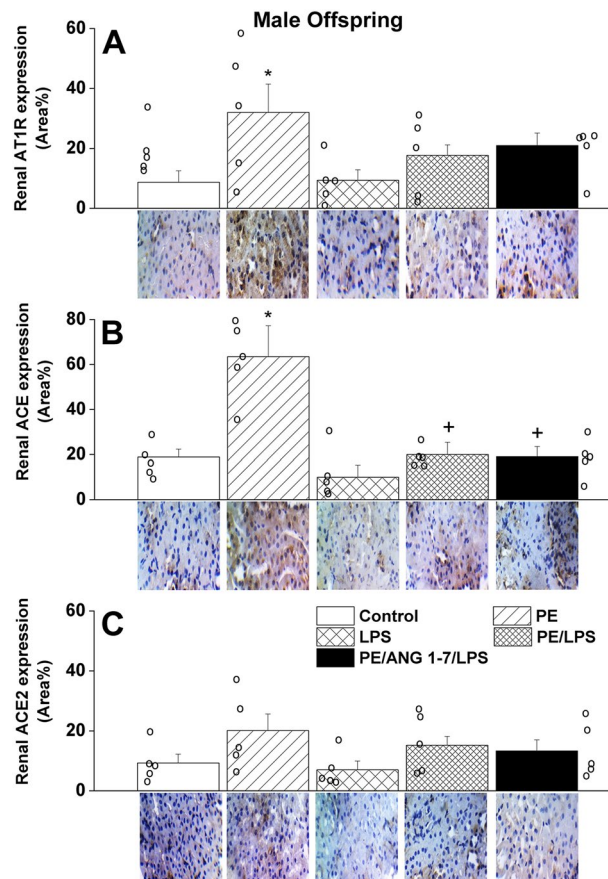 Male Offspring
A
Renal AT1R expression
(Area%)
60
40
20
0
*
B
Renal ACE expression
(Area%)
80
60
40
20
0
*
+
+
C
Renal ACE2 expression
(Area%)
60
40
20
0
Control
PE
LPS
PE/LPS
PE/ANG 1-7/LPS